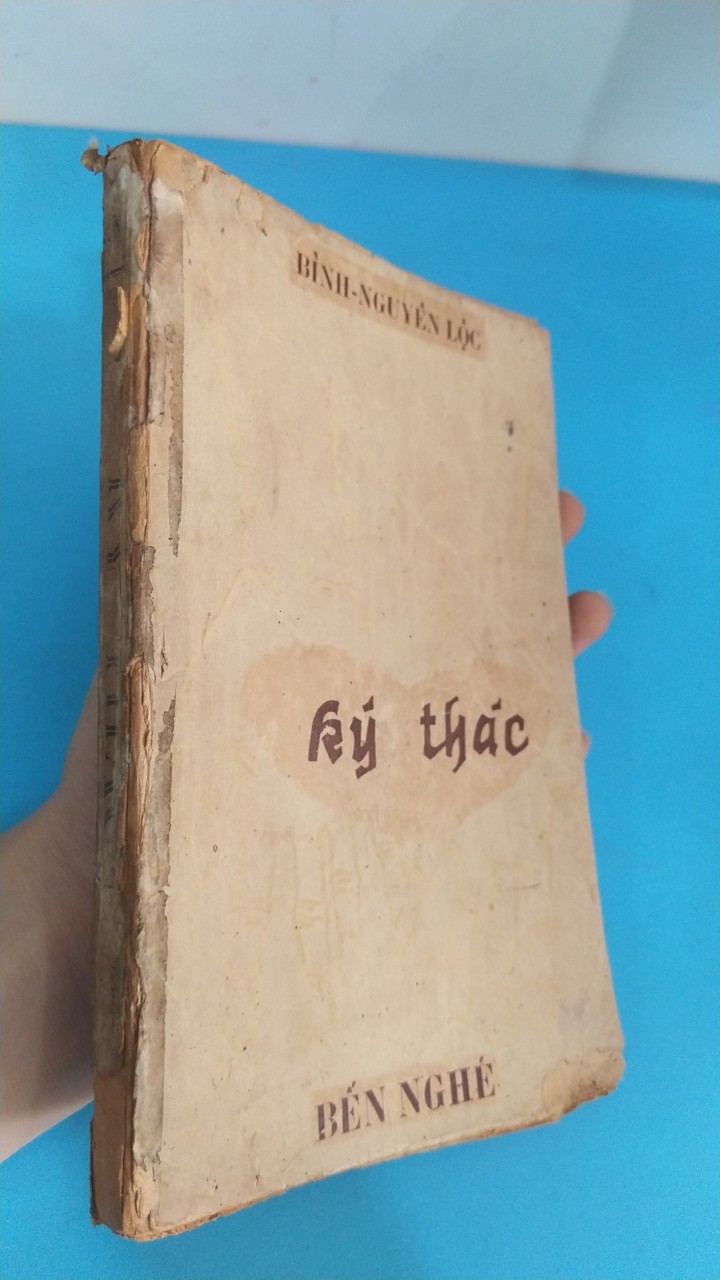 BÌNH-NGUYÊN LỘC
ký thác
BẾN NGHÉ